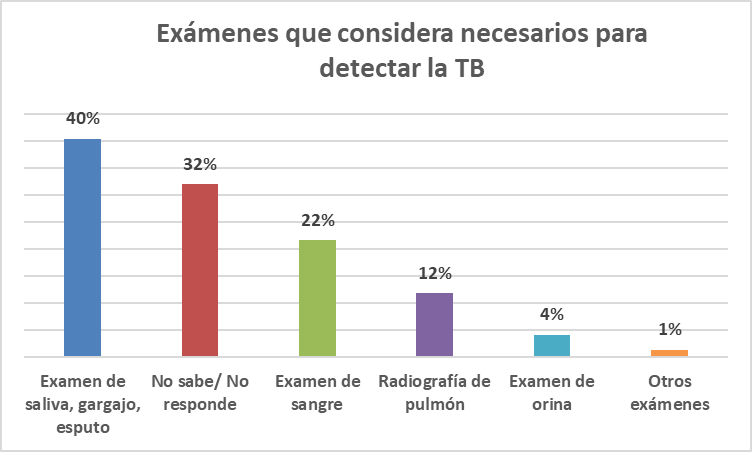 Exámenes que considera necesarios para
detectar la TB
40%
32%
22%
12%
4%
1%
Examen de
saliva, gargajo,
esputo
No sabe/ No
responde
Examen de
sangre
Radiografía de
pulmón
Examen de
orina
Otros
exámenes